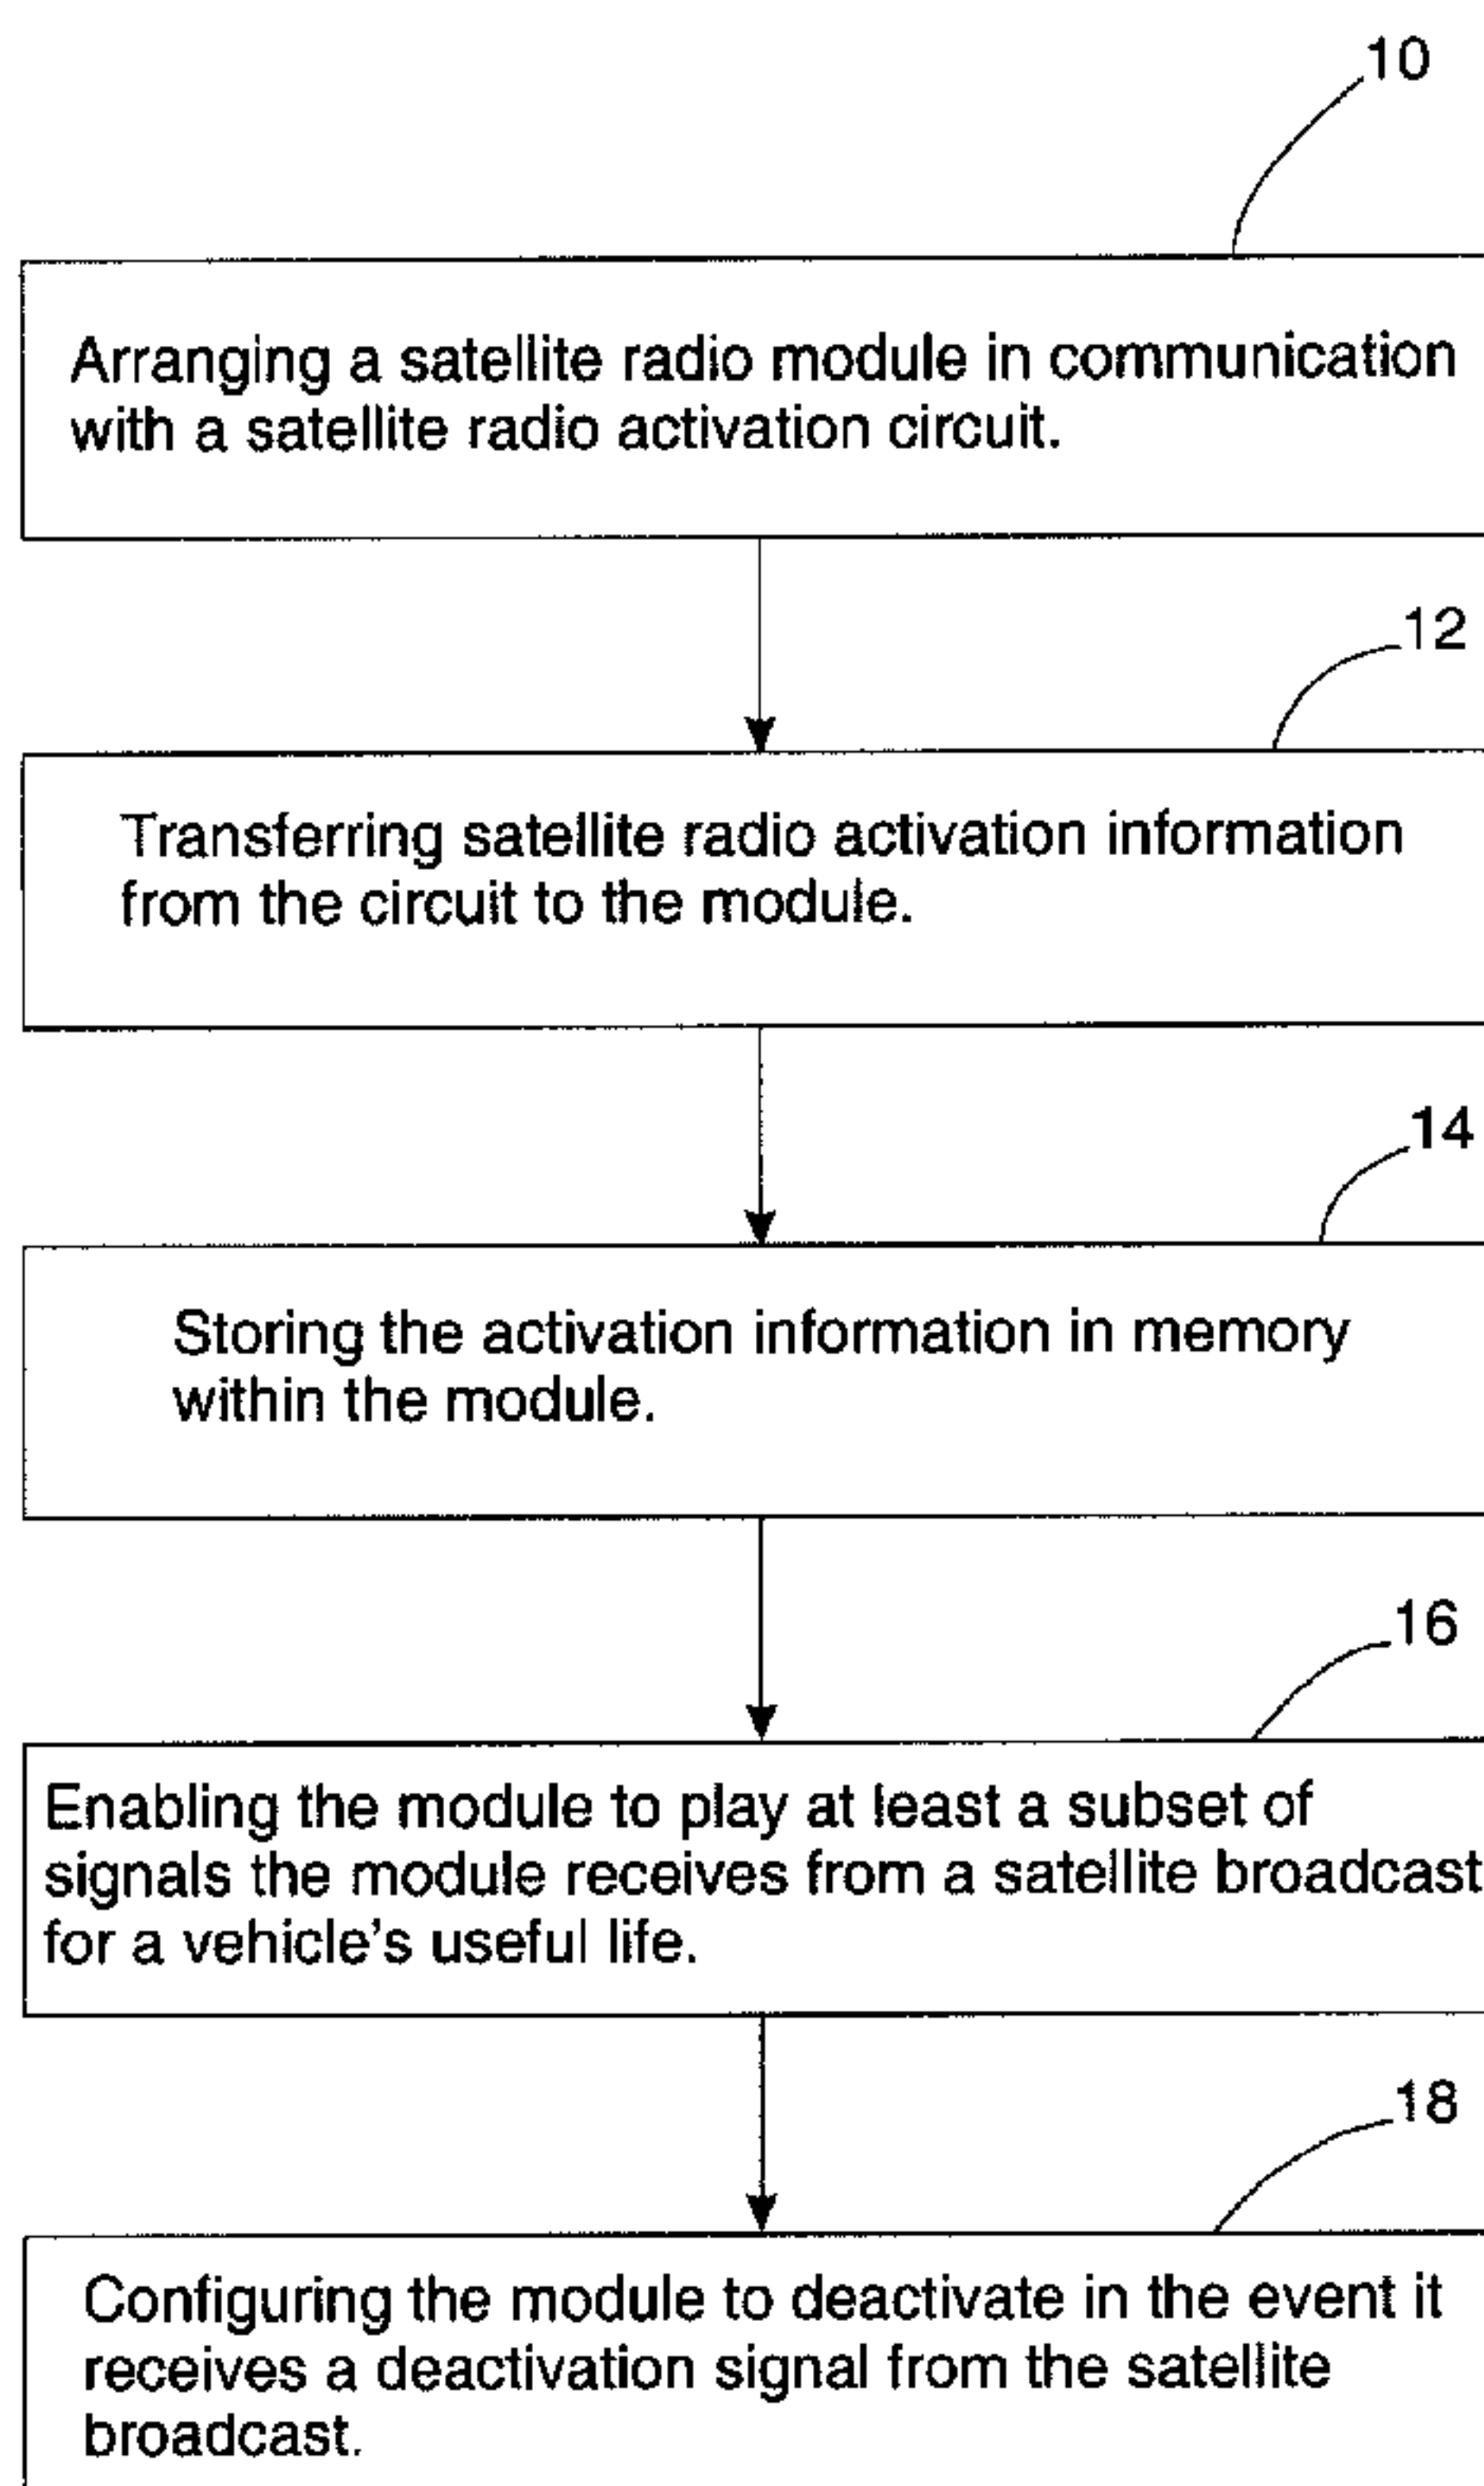 10
Arranging a satellite radio module in communication
with a satellite radio activation circuit.
12
Transferring satellite radio activation information
from the circuit to the module.
14
Storing the activation information in memory
within the module.
16
Enabling the module to play at least a subset of
signals the module receives from a satellite broadcast
for a vehicle's useful life.
18
Configuring the module to deactivate in the event it
receives a deactivation signal from the satellite
broadcast.